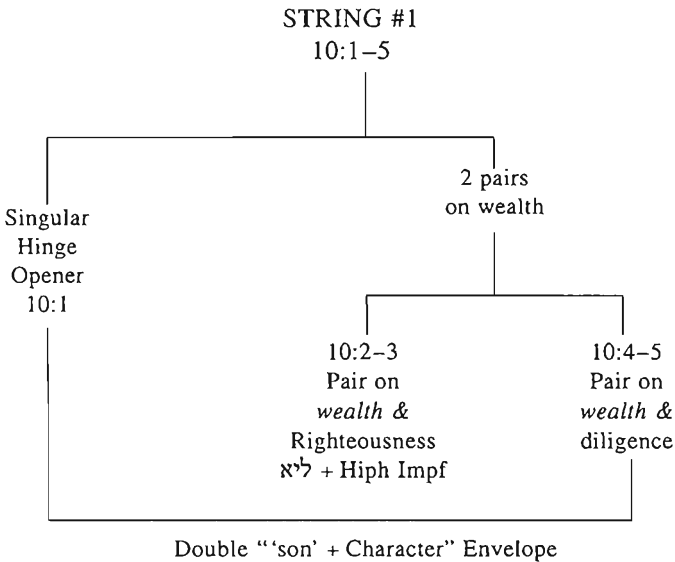 STRING #1
10:1–5
2 pairs
on wealth
Singular
Hinge
Opener
10:1
10:2–3
Pair on
wealth &
Righteousness
ליא + Hiph Impf
10:4–5
Pair on
wealth &
diligence
Double “‘son’ + Character” Envelope